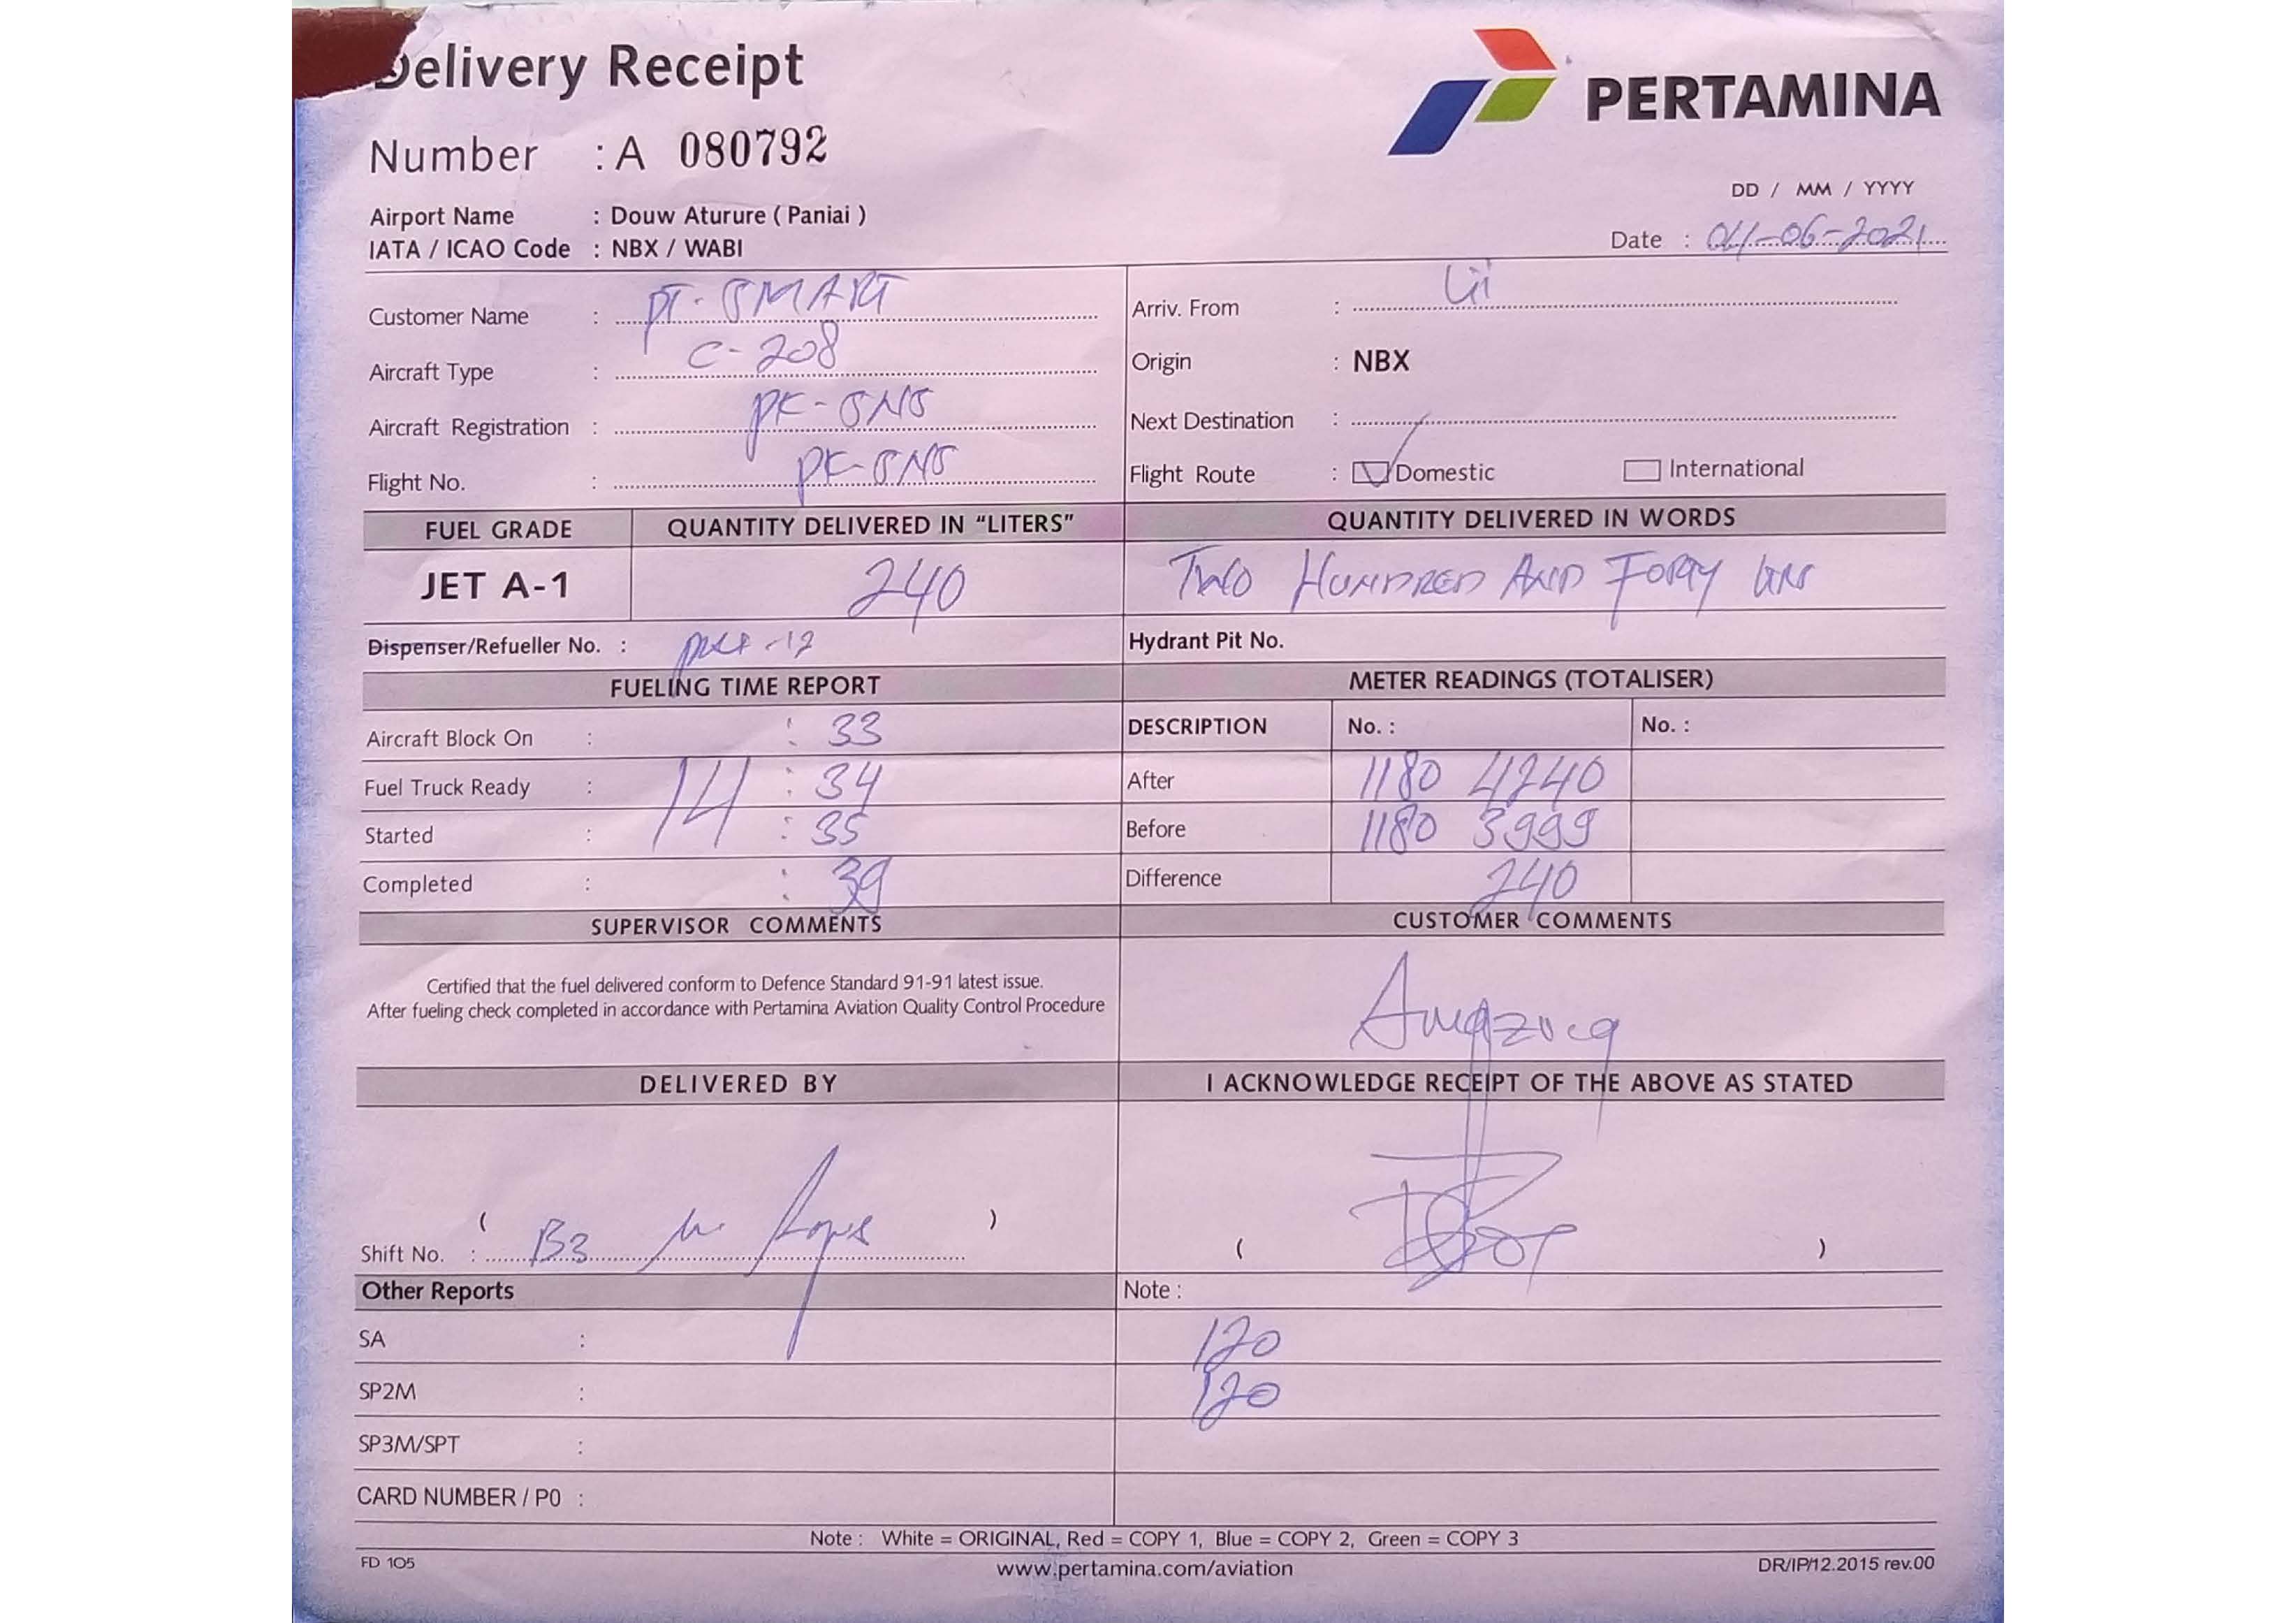 Delivery Receipt
PERTAMINA
Number : A 080792
DD / MM / YYYY
Airport Name : Douw Aturure ( Paniai )
IATA / ICAO Code : NBX / WABI
Date : 04-06-2021
Customer Name : PT. SMART
Arriv. From :
Aircraft Type : C-208
Origin : NBX
Aircraft Registration : PK-SNS
Next Destination :
Flight No. : PK-SNS
Flight Route : Domestic International
FUEL GRADE QUANTITY DELIVERED IN "LITERS" QUANTITY DELIVERED IN WORDS
JET A-1 240 TWO HUNDRED AND FORTY
Dispenser/Refueller No. :
Hydrant Pit No.
FUELING TIME REPORT METER READINGS (TOTALISER)
Aircraft Block On : : 33
DESCRIPTION No. : No. :
Fuel Truck Ready : 14 : 34
After 1180 4240
Started : : 35
Before 1180 3999
Completed : : 39
Difference 240
SUPERVISOR COMMENTS CUSTOMER COMMENTS
Certified that the fuel delivered conform to Defence Standard 91-91 latest issue.
After fueling check completed in accordance with Pertamina Aviation Quality Control Procedure
DELIVERED BY I ACKNOWLEDGE RECEIPT OF THE ABOVE AS STATED
( )
Shift No. : B3
( )
Other Reports Note :
SA : 120
SP2M : 120
SP3M/SPT :
CARD NUMBER / P0 :
Note : White = ORIGINAL, Red = COPY 1, Blue = COPY 2, Green = COPY 3
FD 105
www.pertamina.com/aviation
DR/IP/12.2015 rev.00